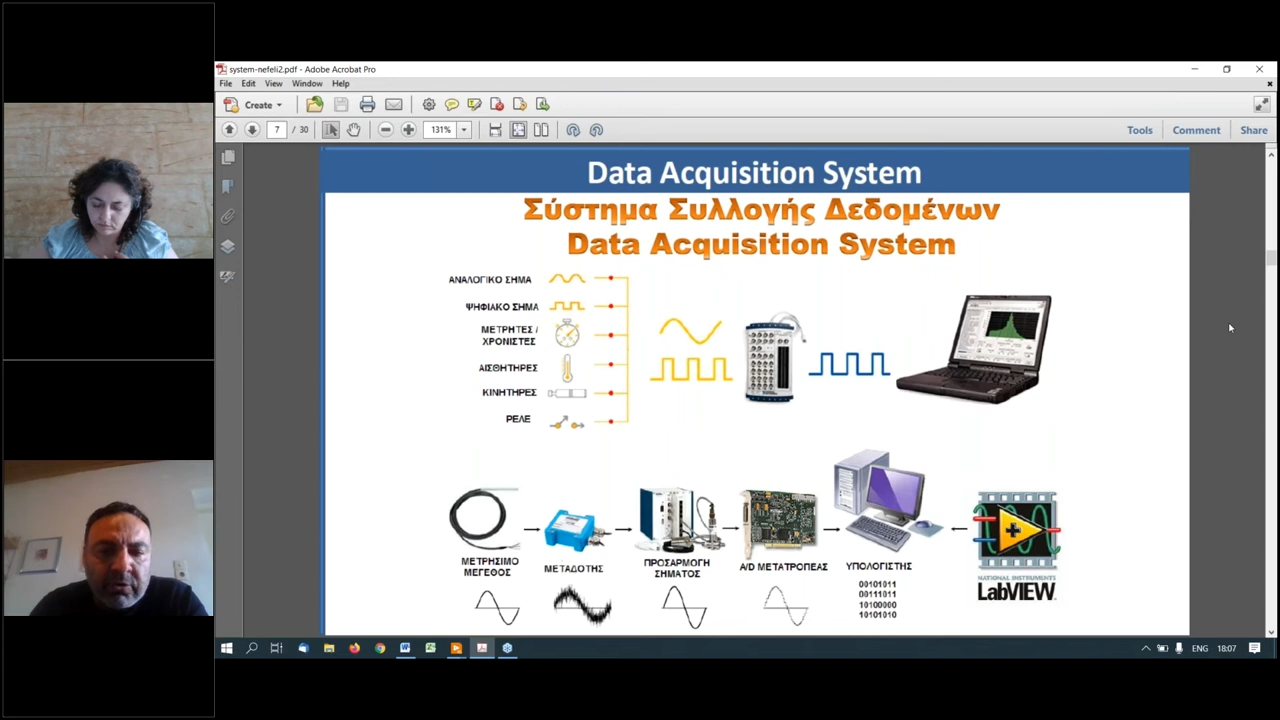 system-nefeli2.pdf - Adobe Acrobat Pro
File Edit View Window Help
Create
7 / 30
131%
Tools Comment Share
Data Acquisition System
Σύστημα Συλλογής Δεδομένων
Data Acquisition System
ΑΝΑΛΟΓΙΚΟ ΣΗΜΑ
ΨΗΦΙΑΚΟ ΣΗΜΑ
ΜΕΤΡΗΤΕΣ /
ΧΡΟΝΙΣΤΕΣ
ΑΙΣΘΗΤΗΡΕΣ
ΚΙΝΗΤΗΡΕΣ
ΡΕΛΕ
ΜΕΤΡΗΣΙΜΟ
ΜΕΓΕΘΟΣ
ΜΕΤΑΔΟΤΗΣ
ΠΡΟΣΑΡΜΟΓΗ
ΣΗΜΑΤΟΣ
A/D ΜΕΤΑΤΡΟΠΕΑΣ
ΥΠΟΛΟΓΙΣΤΗΣ
00101011
00111011
10100000
10101010
NATIONAL INSTRUMENTS
LabVIEW
ENG 18:07